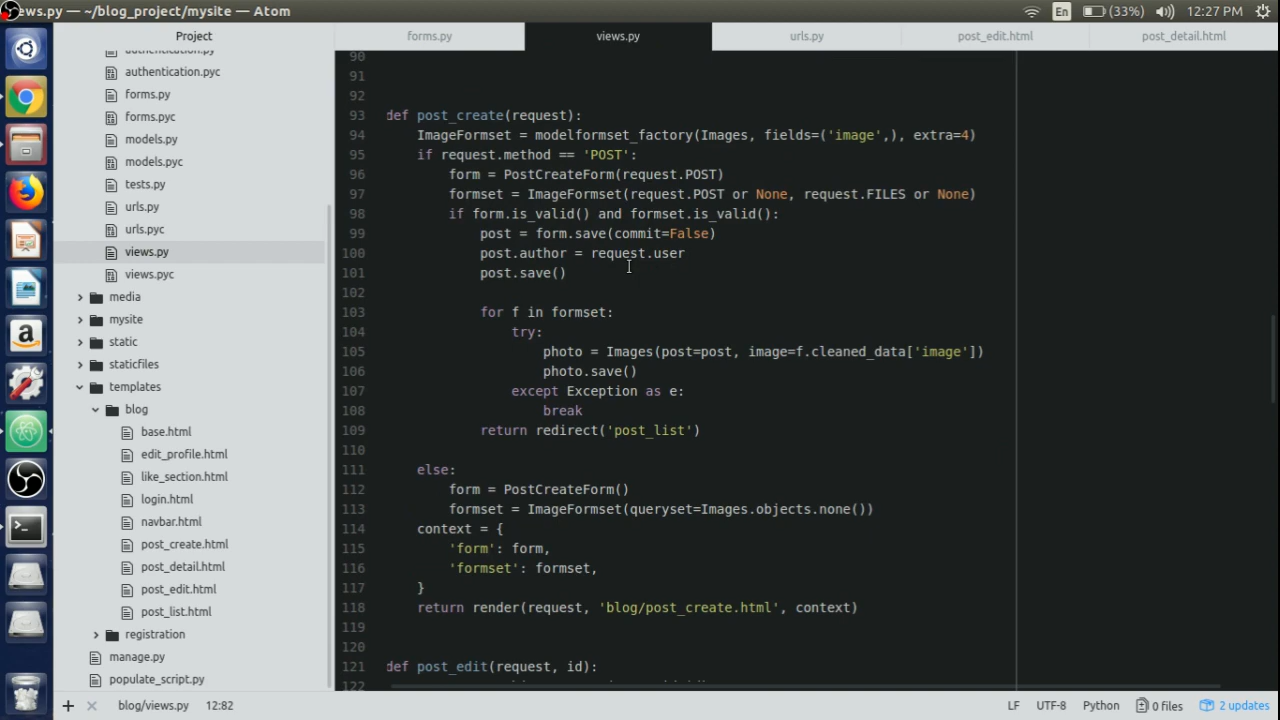 ews.py — ~/blog_project/mysite — Atom
En
(33%)
12:27 PM
Project
forms.py
views.py
urls.py
post_edit.html
post_detail.html
authentication.py
authentication.pyc
forms.py
forms.pyc
models.py
models.pyc
tests.py
urls.py
urls.pyc
views.py
views.pyc
media
mysite
static
staticfiles
templates
blog
base.html
edit_profile.html
like_section.html
login.html
navbar.html
post_create.html
post_detail.html
post_edit.html
post_list.html
registration
manage.py
populate_script.py
90
91
92
93 def post_create(request):
94 ImageFormset = modelformset_factory(Images, fields=('image',), extra=4)
95 if request.method == 'POST':
96 form = PostCreateForm(request.POST)
97 formset = ImageFormset(request.POST or None, request.FILES or None)
98 if form.is_valid() and formset.is_valid():
99 post = form.save(commit=False)
100 post.author = request.user
101 post.save()
102
103 for f in formset:
104 try:
105 photo = Images(post=post, image=f.cleaned_data['image'])
106 photo.save()
107 except Exception as e:
108 break
109 return redirect('post_list')
110
111 else:
112 form = PostCreateForm()
113 formset = ImageFormset(queryset=Images.objects.none())
114 context = {
115 'form': form,
116 'formset': formset,
117 }
118 return render(request, 'blog/post_create.html', context)
119
120
121 def post_edit(request, id):
122
blog/views.py 12:82
LF UTF-8 Python 0 files 2 updates